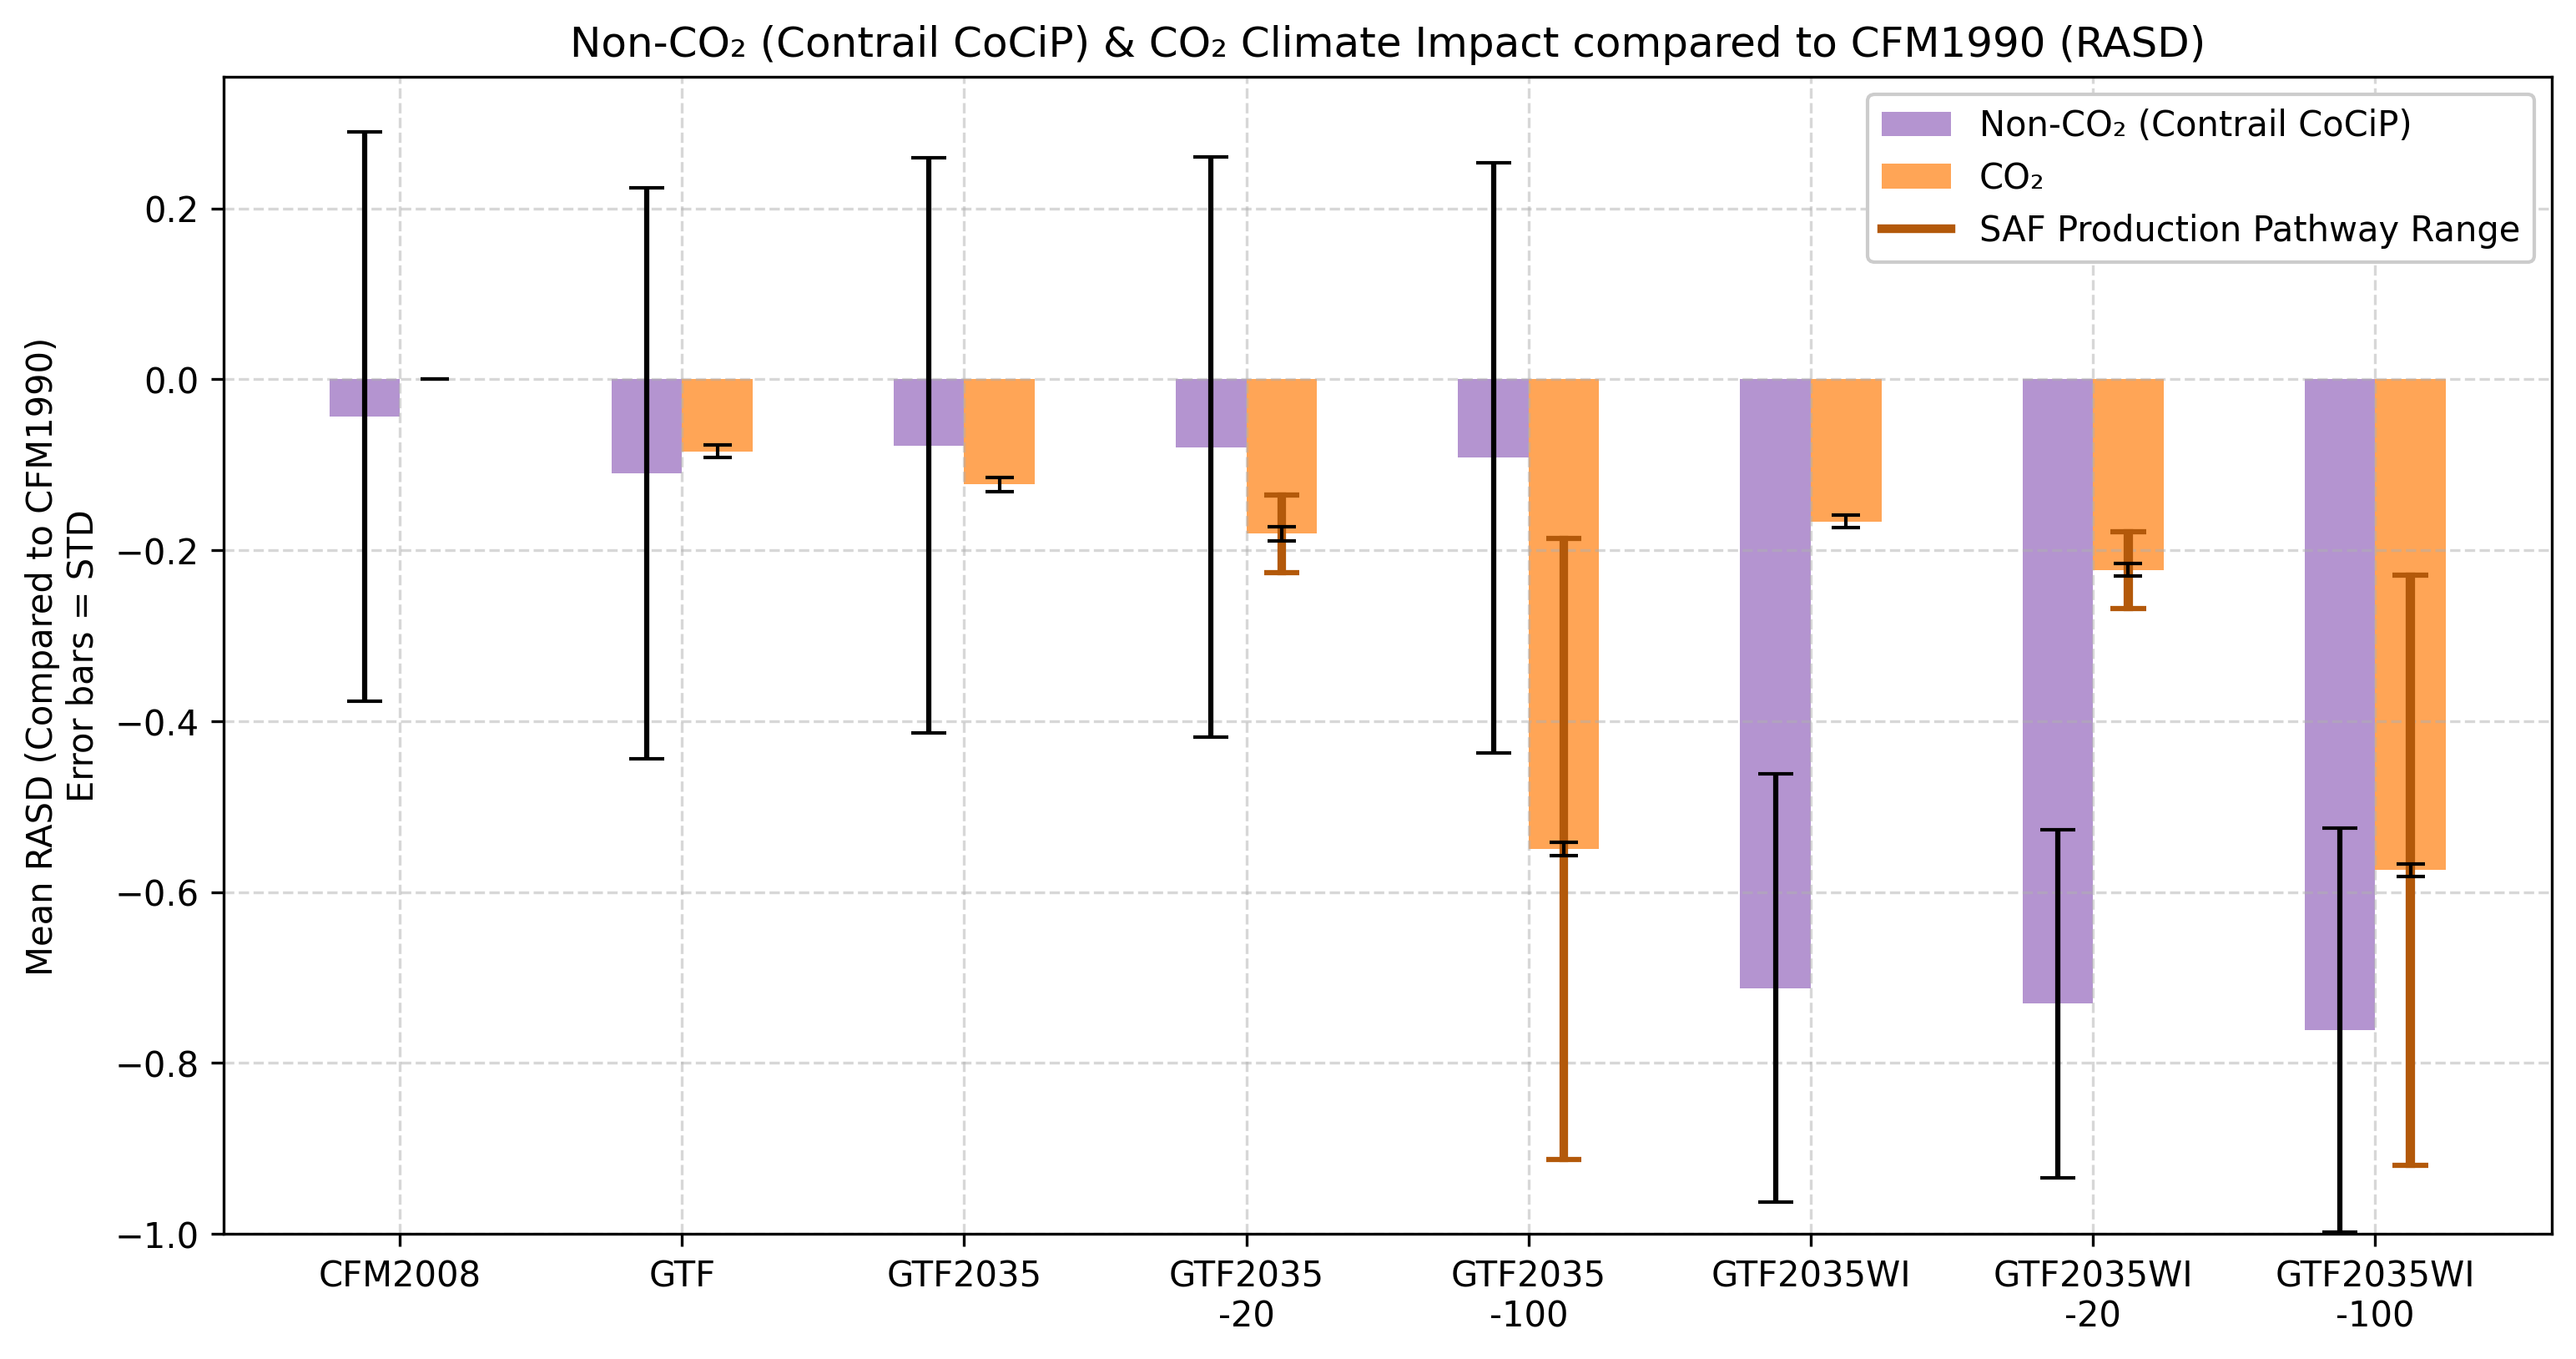 Non-CO₂ (Contrail CoCiP) & CO₂ Climate Impact compared to CFM1990 (RASD)
Non-CO₂ (Contrail CoCiP)
CO₂
SAF Production Pathway Range
Mean RASD (Compared to CFM1990)
Error bars = STD
0.2
0.0
−0.2
−0.4
−0.6
−0.8
−1.0
CFM2008
GTF
GTF2035
GTF2035
-20
GTF2035
-100
GTF2035WI
GTF2035WI
-20
GTF2035WI
-100